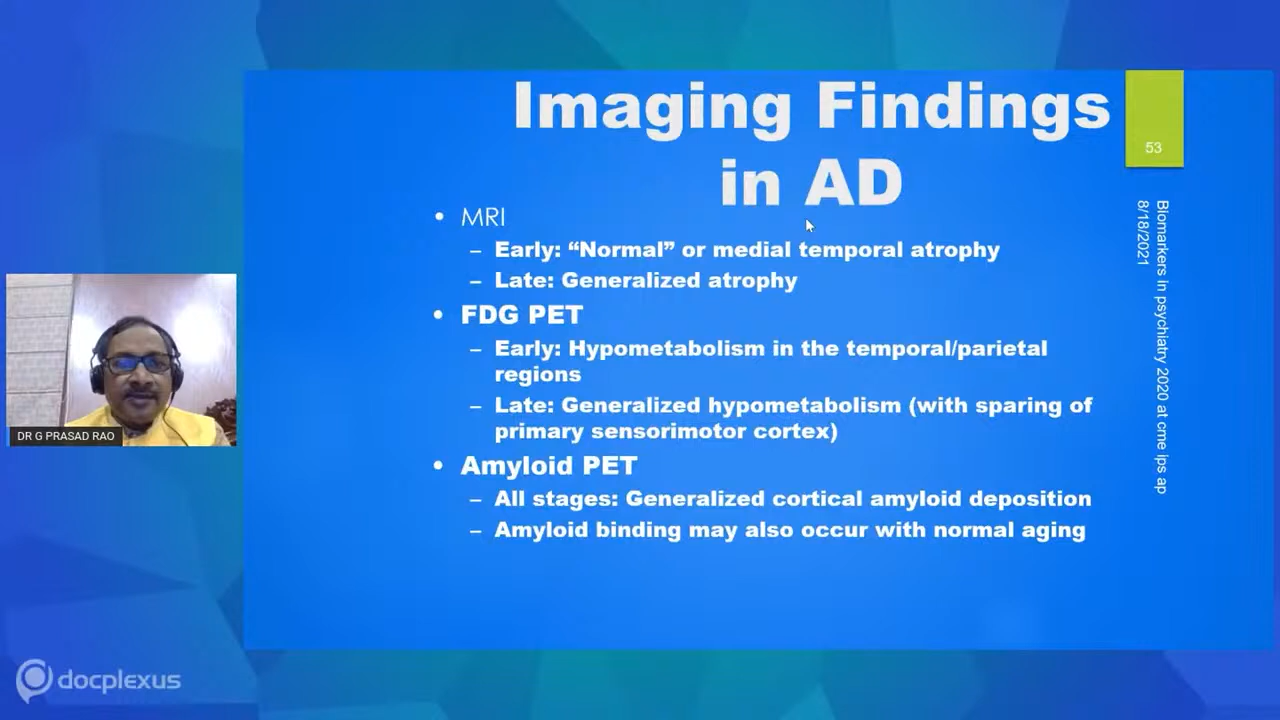 Imaging Findings
in AD
53
• MRI
– Early: “Normal” or medial temporal atrophy
– Late: Generalized atrophy
• FDG PET
– Early: Hypometabolism in the temporal/parietal
regions
– Late: Generalized hypometabolism (with sparing of
primary sensorimotor cortex)
• Amyloid PET
– All stages: Generalized cortical amyloid deposition
– Amyloid binding may also occur with normal aging
Biomarkers in psychiatry 2020 at cme ips ap
8/18/2021
DR G PRASAD RAO
docplexus